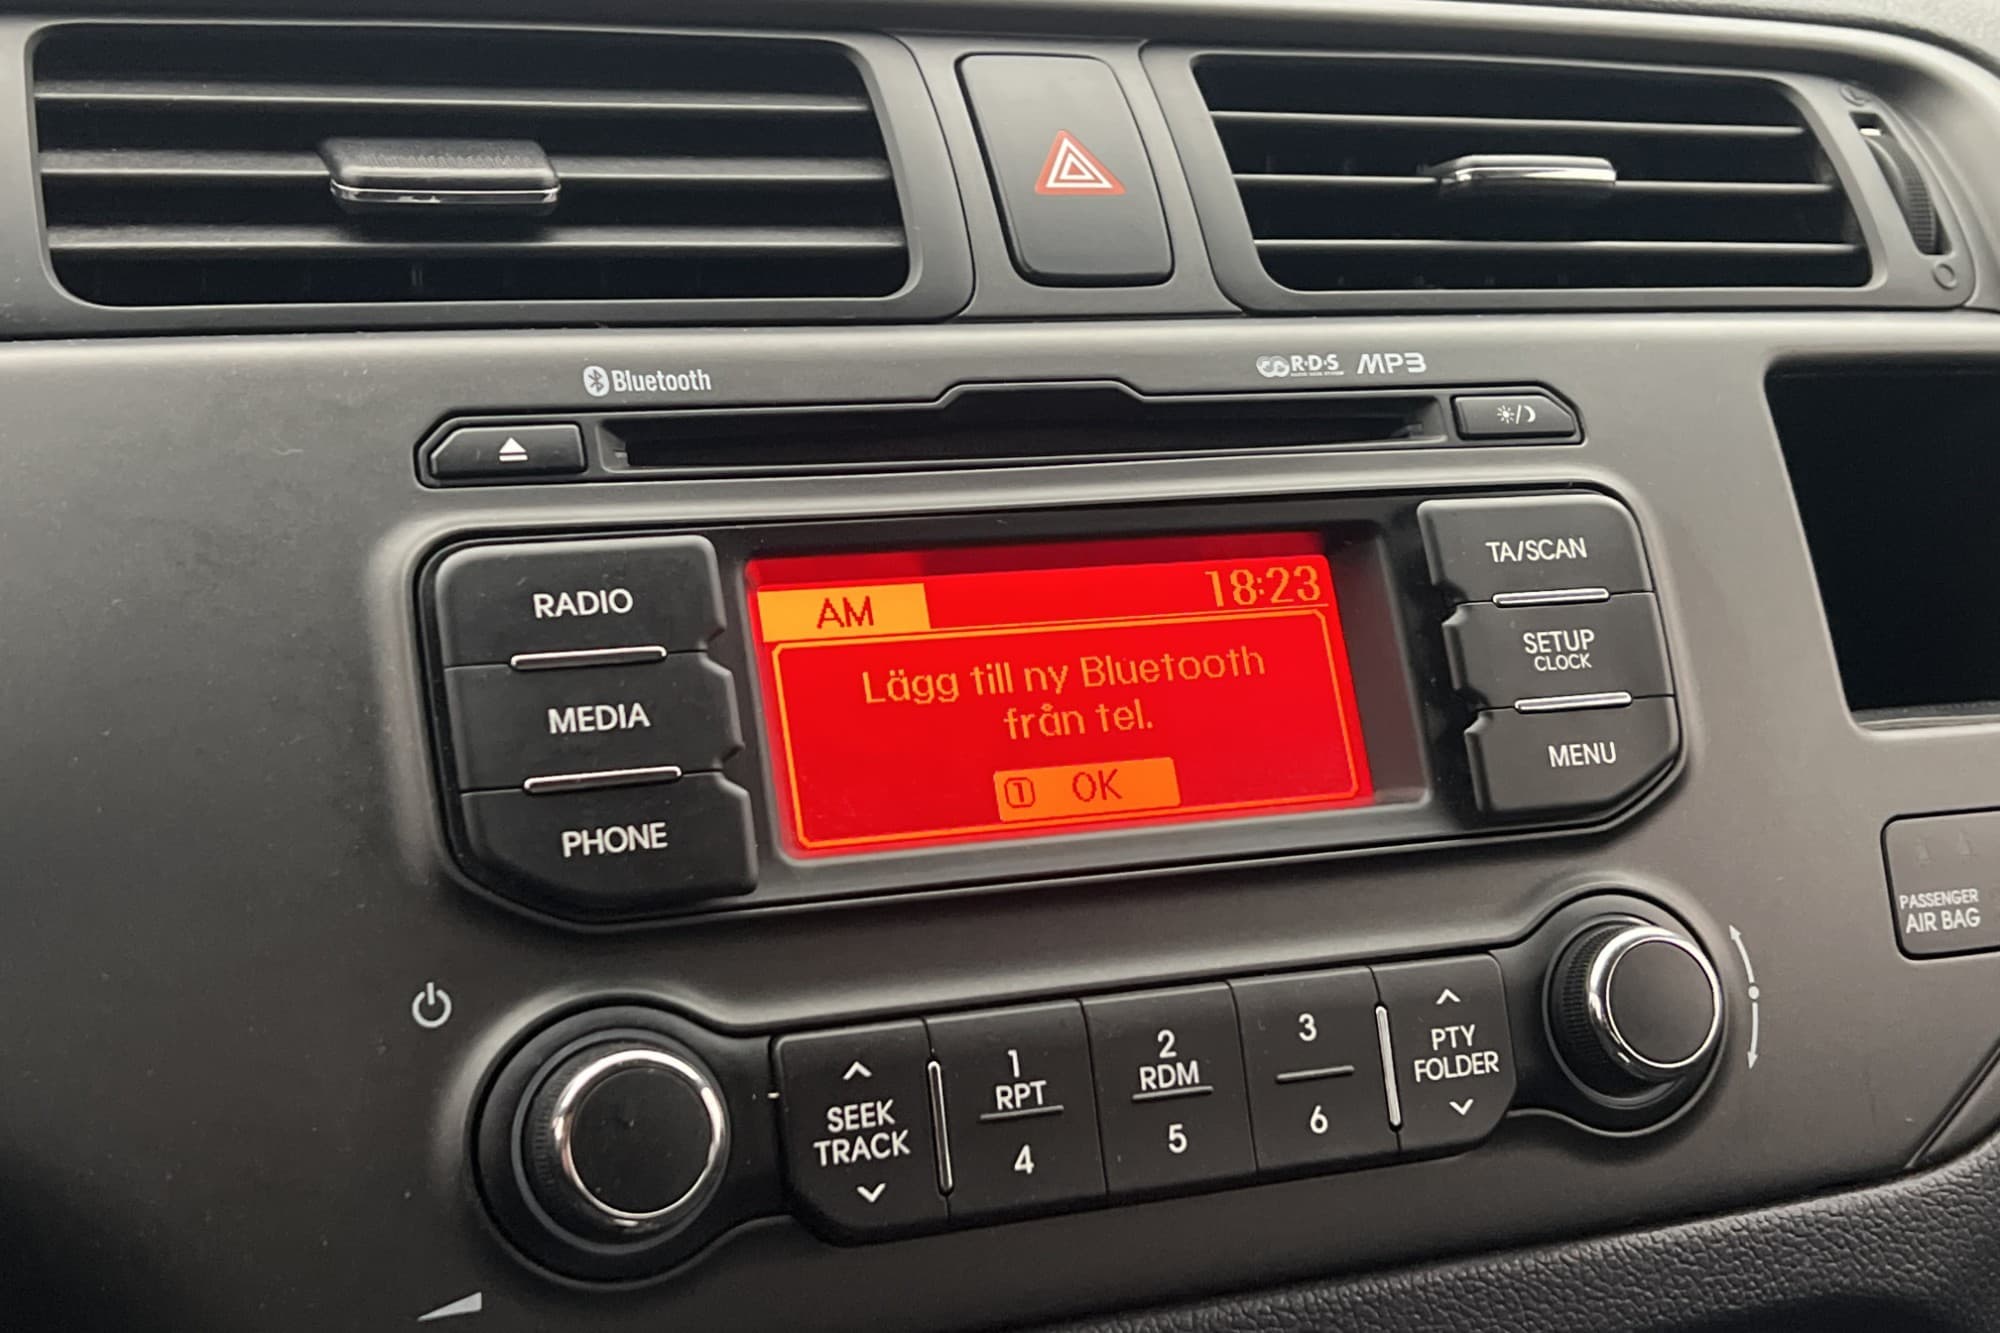 Bluetooth
R·D·S MP3
RADIO
MEDIA
PHONE
AM 18:23
Lägg till ny Bluetooth
från tel.
1 OK
TA/SCAN
SETUP
CLOCK
MENU
PASSENGER
AIR BAG
SEEK
TRACK
1
RPT
4
2
RDM
5
3
6
PTY
FOLDER